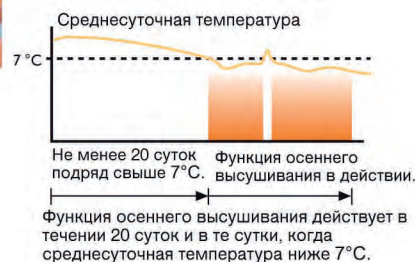 Среднесуточная температура
7 °C
Не менее 20 суток
подряд свыше 7°C.
Функция осеннего
высушивания в действии.
Функция осеннего высушивания действует в
течении 20 суток и в те сутки, когда
среднесуточная температура ниже 7°C.